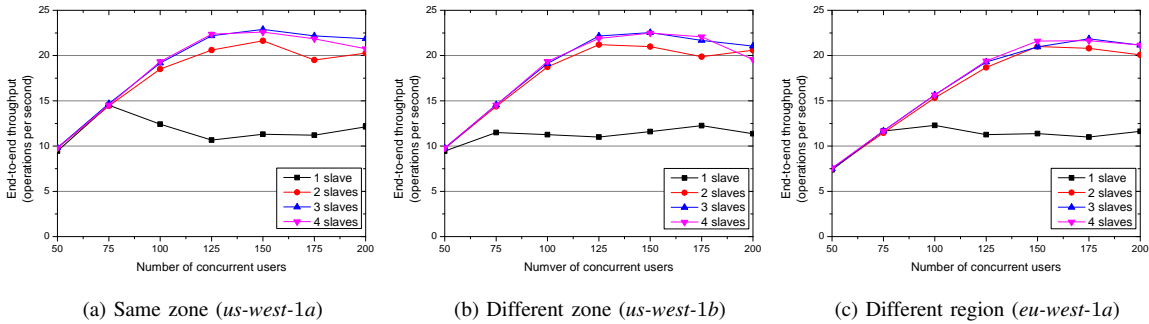 End-to-end throughput
(operations per second)
25
20
15
10
5
0
50 75 100 125 150 175 200
Number of concurrent users
1 slave
2 slaves
3 slaves
4 slaves
(a) Same zone (us-west-1a)
End-to-end throughput
(operations per second)
25
20
15
10
5
0
50 75 100 125 150 175 200
Numver of concurrent users
1 slave
2 slaves
3 slaves
4 slaves
(b) Different zone (us-west-1b)
End-to-end throughput
(operations per second)
25
20
15
10
5
0
50 75 100 125 150 175 200
Number of concurrent users
1 slave
2 slaves
3 slaves
4 slaves
(c) Different region (eu-west-1a)